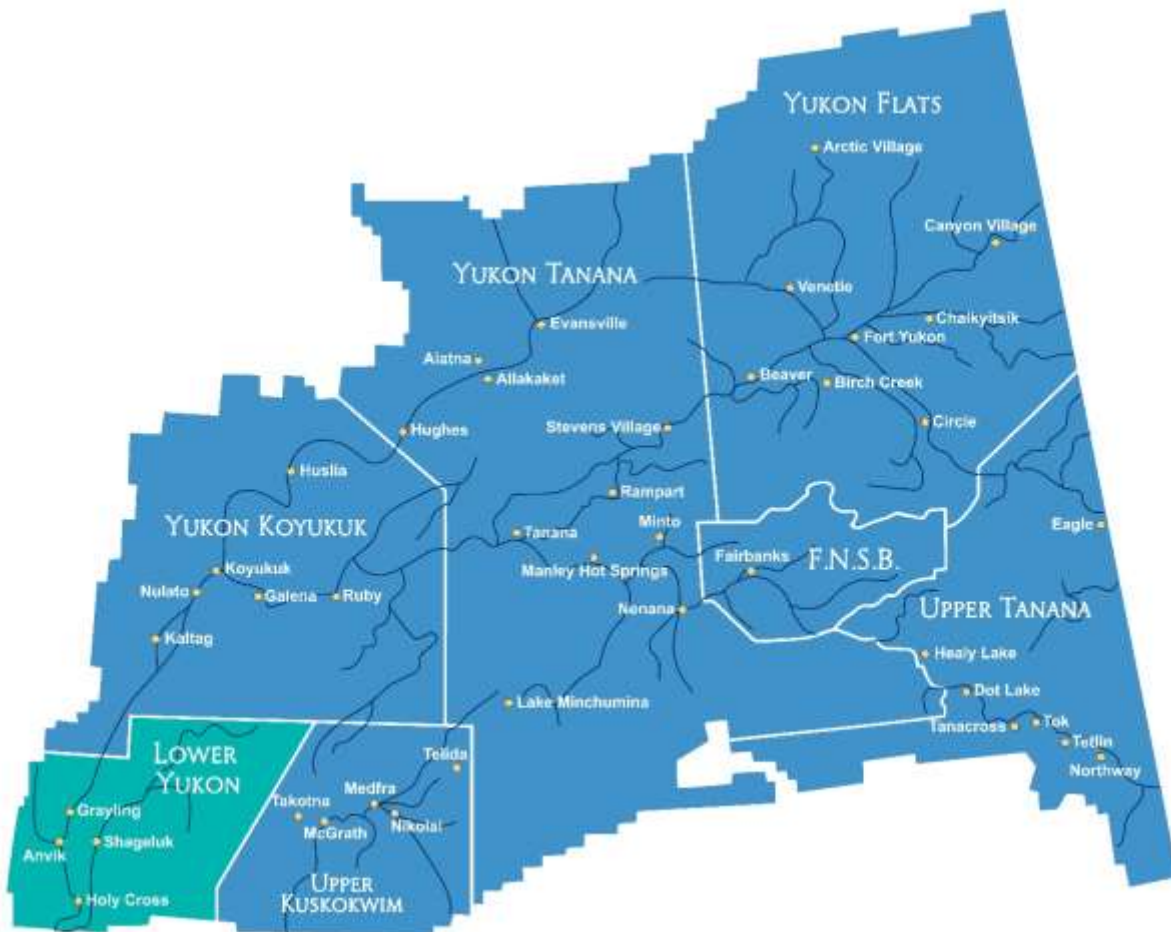 YUKON FLATS
Arctic Village
Canyon Village
YUKON TANANA
Venetie
Evansville
Chalkyitsik
Fort Yukon
Alatna
Allakaket
Beaver
Birch Creek
Hughes
Stevens Village
Circle
Huslia
Rampart
YUKON KOYUKUK
Tanana
Minto
Eagle
Fairbanks
F.N.S.B.
Manley Hot Springs
Koyukuk
Nulato
Galena
Ruby
Nenana
UPPER TANANA
Kaltag
Healy Lake
Dot Lake
Lake Minchumina
Tanacross
Tok
Tetlin
Northway
LOWER
YUKON
Telida
Medfra
Takotna
McGrath
Nikolai
Grayling
Anvik
Shageluk
Holy Cross
UPPER
KUSKOKWIM